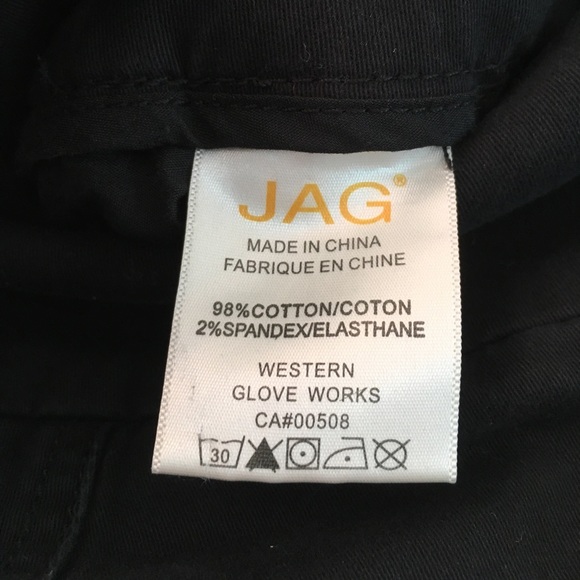 JAG®
MADE IN CHINA
FABRIQUE EN CHINE
98%COTTON/COTON
2%SPANDEX/ELASTHANE
WESTERN
GLOVE WORKS
CA#00508
30